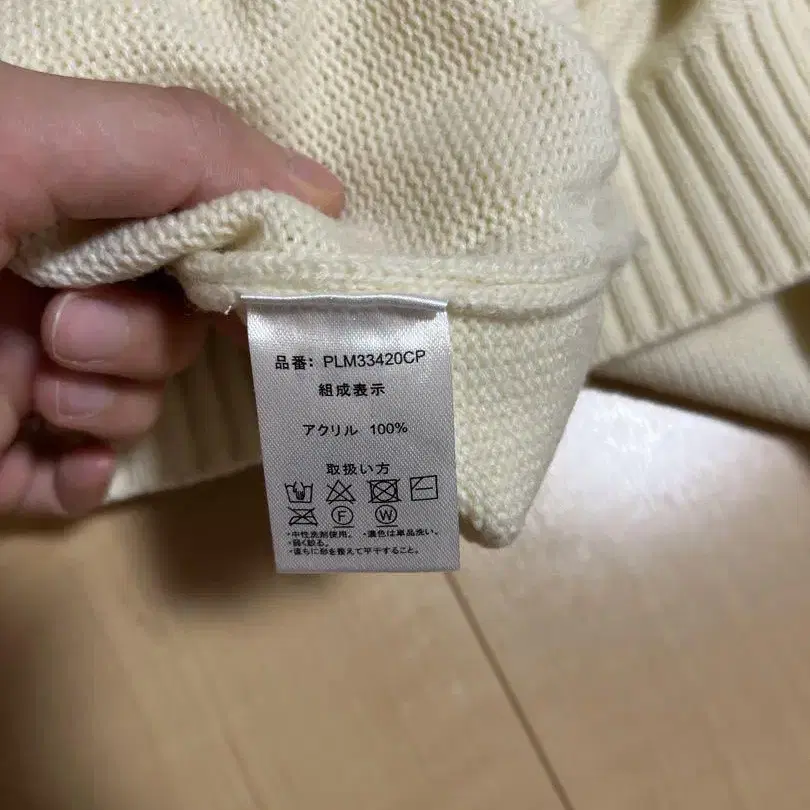 品番: PLM33420CP
組成表示
アクリル 100%
取扱い方
F W
・中性洗剤使用。・濃色は単品洗い。
・弱く絞る。
・直ちに形を整えて平干すること。